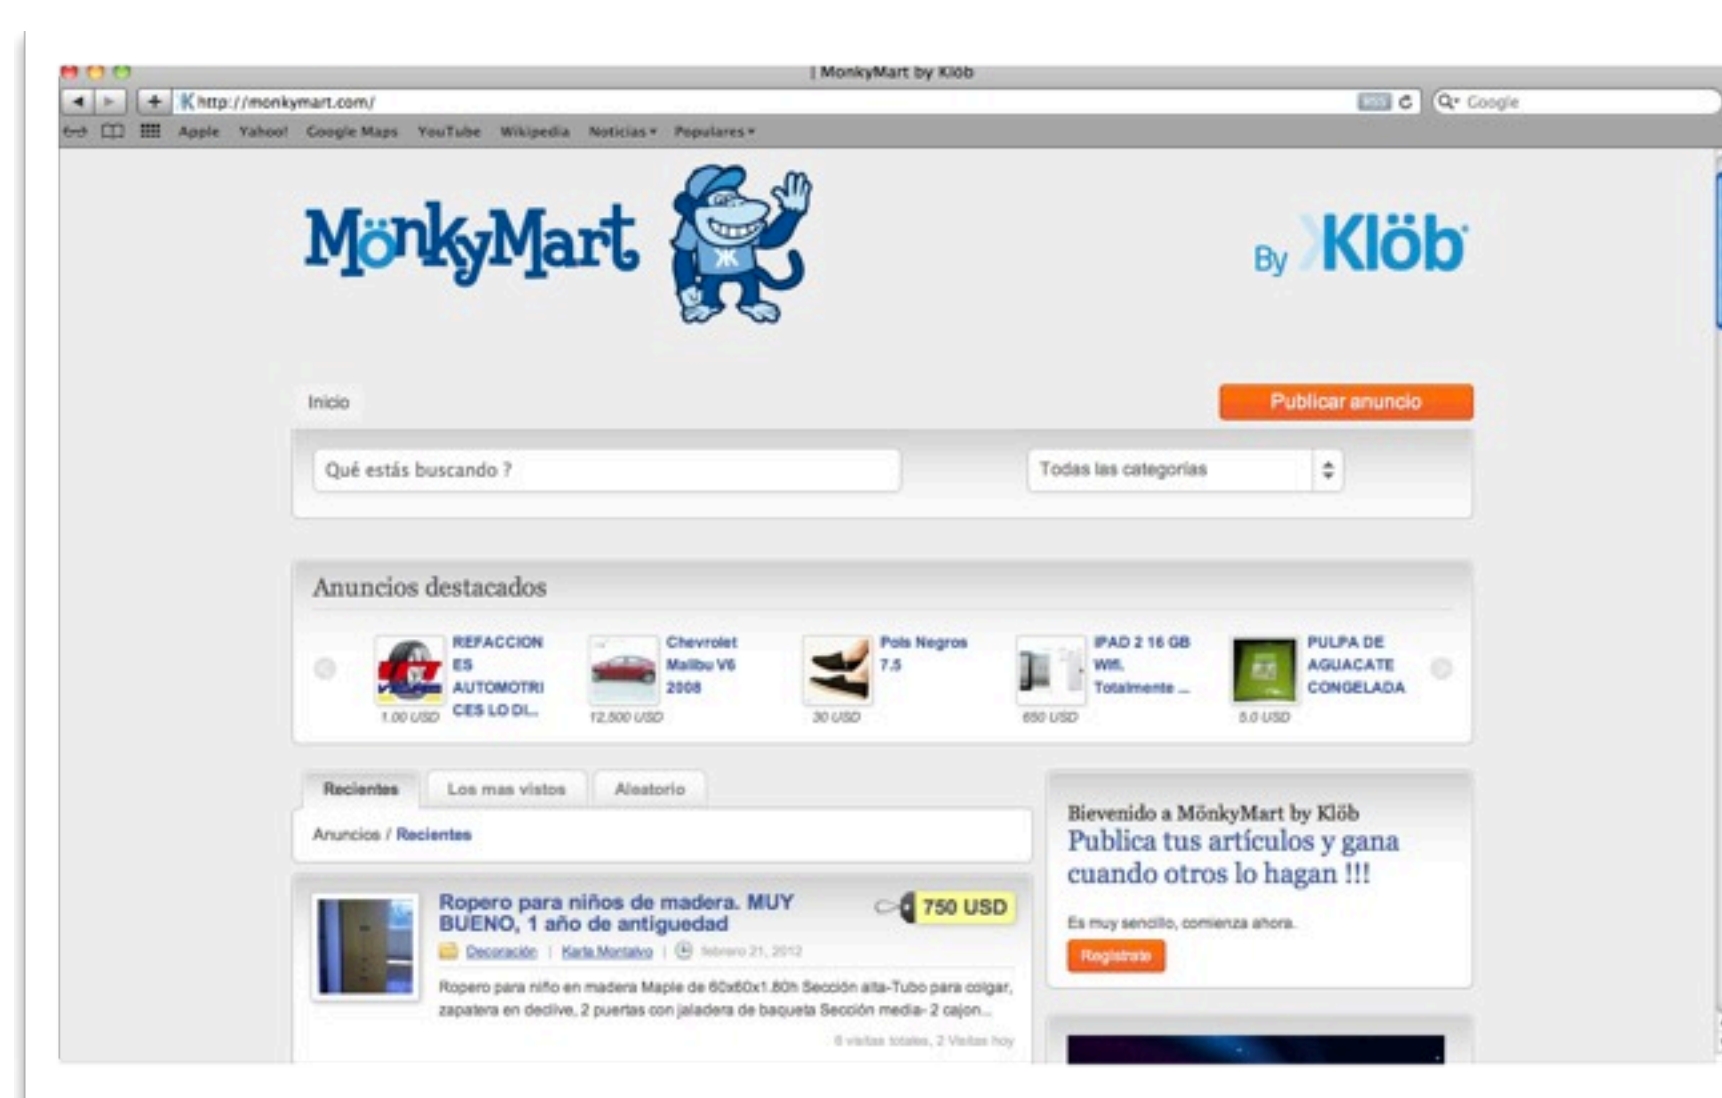 | MonkyMart by Klöb
http://monkymart.com/
RSS
Google
Apple Yahoo! Google Maps YouTube Wikipedia Noticias Populares
MönkyMart
By Klöb
Inicio
Publicar anuncio
Qué estás buscando ?
Todas las categorías
Anuncios destacados
REFACCION
ES
AUTOMOTRI
CES LO DI...
1.00 USD
Chevrolet
Malibu V6
2008
12,500 USD
Pois Negros
7.5
30 USD
IPAD 2 16 GB
Wifi.
Totalmente ...
650 USD
PULPA DE
AGUACATE
CONGELADA
5.0 USD
Recientes Los mas vistos Aleatorio
Anuncios / Recientes
Ropero para niños de madera. MUY
BUENO, 1 año de antiguedad
750 USD
Decoración | Karla Montalvo | febrero 21, 2012
Ropero para niño en madera Maple de 60x60x1.80h Sección alta-Tubo para colgar,
zapatera en declive, 2 puertas con jaladera de baqueta Sección media- 2 cajon...
6 visitas totales, 2 Visitas hoy
Bievenido a MönkyMart by Klöb
Publica tus artículos y gana
cuando otros lo hagan !!!
Es muy sencillo, comienza ahora.
Registrate